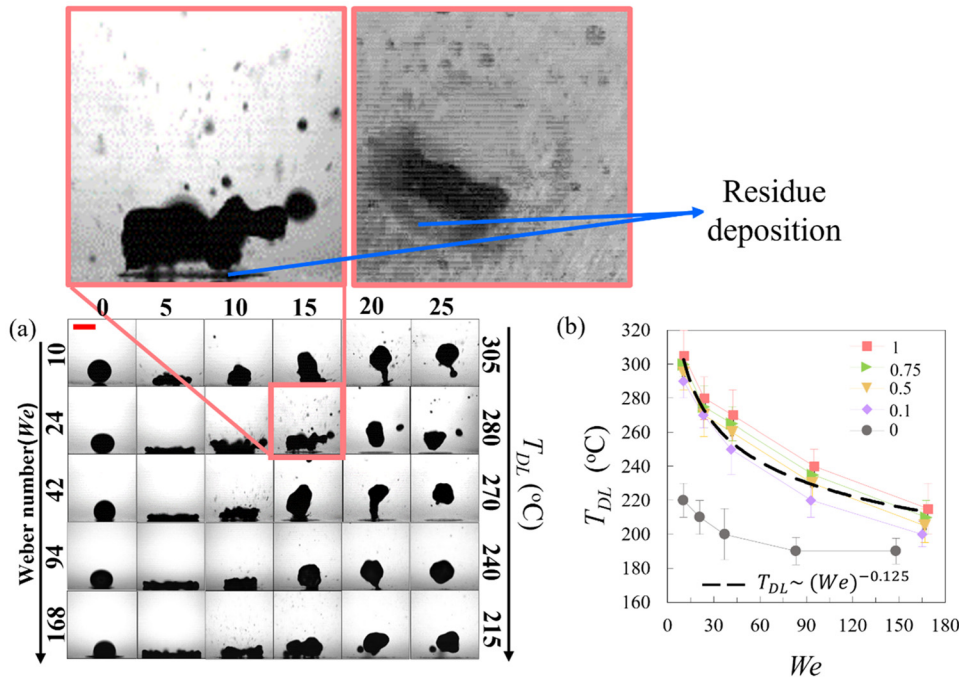 Residue
deposition
(a)
0 5 10 15 20 25
Weber number(We)
10
24
42
94
168
305
280
270
240
215
T_DL (°C)
(b)
T_DL (°C)
320
300
280
260
240
220
200
180
160
1
0.75
0.5
0.1
0
T_DL ~ (We)^−0.125
0 30 60 90 120 150 180
We